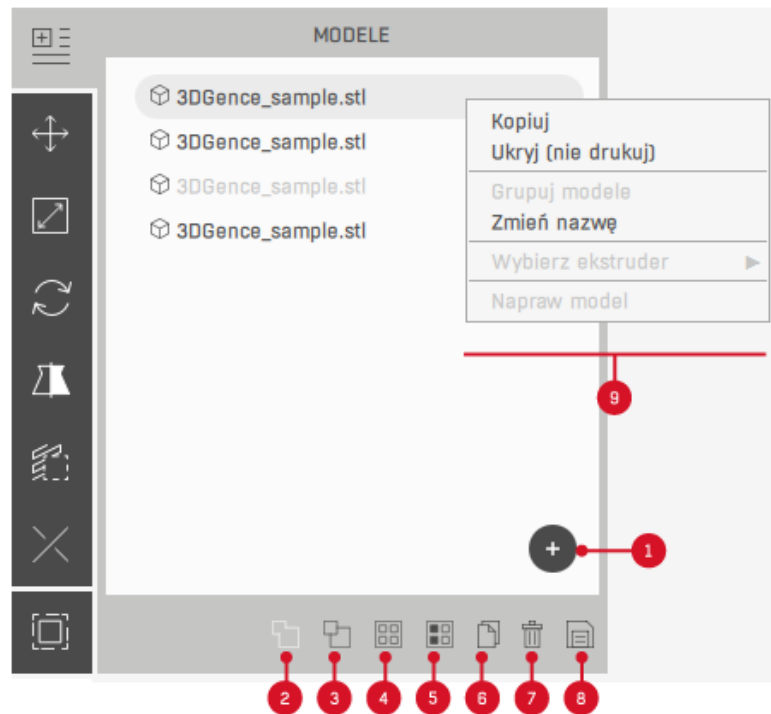 MODELE
3DGence_sample.stl
3DGence_sample.stl
3DGence_sample.stl
3DGence_sample.stl
Kopiuj
Ukryj (nie drukuj)
Grupuj modele
Zmień nazwę
Wybierz ekstruder
Napraw model
9
1
2 3 4 5 6 7 8